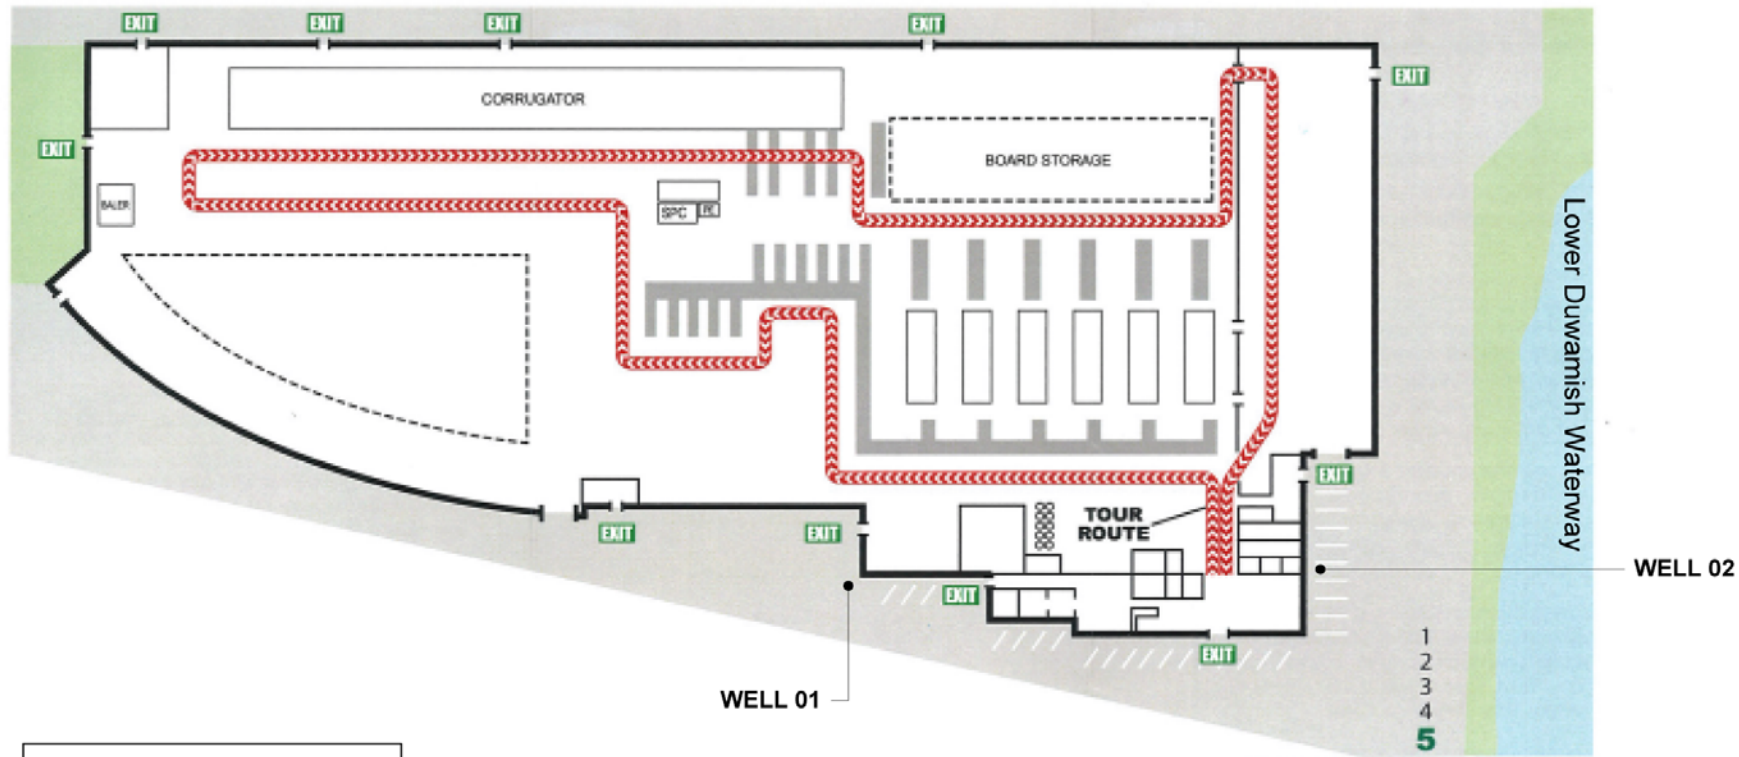 EXIT
EXIT
EXIT
EXIT
EXIT
CORRUGATOR
EXIT
BOARD STORAGE
BALER
SPC
Lower Duwamish Waterway
EXIT
TOUR
ROUTE
EXIT
EXIT
EXIT
WELL 02
EXIT
1
2
3
4
5
WELL 01